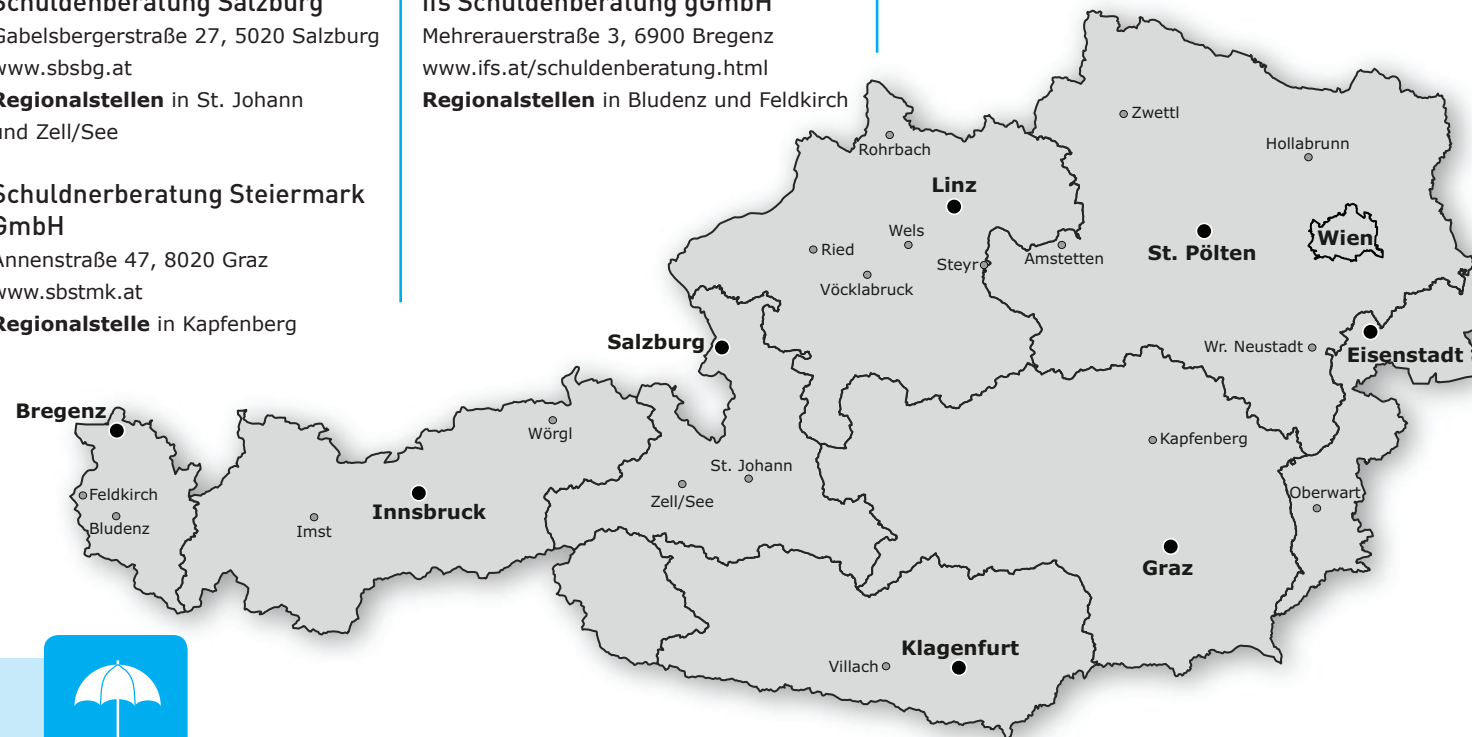 Schuldenberatung Salzburg
Gabelsbergerstraße 27, 5020 Salzburg
www.sbsbg.at
Regionalstellen in St. Johann
und Zell/See
Schuldnerberatung Steiermark
GmbH
Annenstraße 47, 8020 Graz
www.sbstmk.at
Regionalstelle in Kapfenberg
ifs Schuldenberatung gGmbH
Mehrerauerstraße 3, 6900 Bregenz
www.ifs.at/schuldenberatung.html
Regionalstellen in Bludenz und Feldkirch
Zwettl
Hollabrunn
Rohrbach
Linz
Wels
Ried
Steyr
Vöcklabruck
Amstetten
St. Pölten
Wien
Salzburg
Wr. Neustadt
Eisenstadt
Bregenz
Wörgl
Kapfenberg
St. Johann
Zell/See
Feldkirch
Bludenz
Imst
Innsbruck
Oberwart
Graz
Klagenfurt
Villach